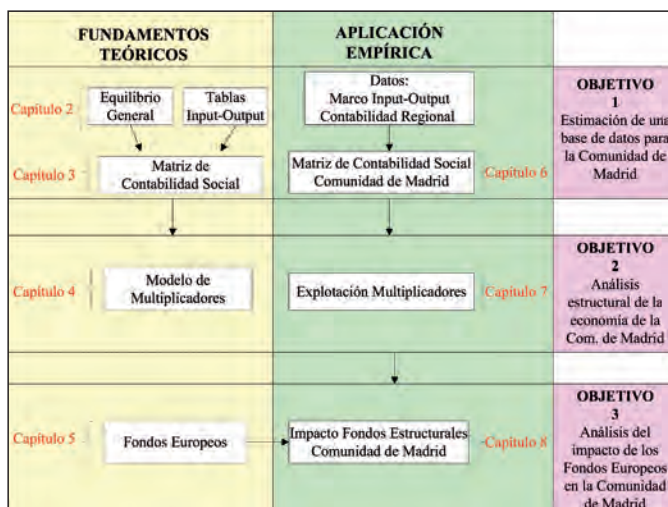 FUNDAMENTOS
TEÓRICOS
APLICACIÓN
EMPÍRICA
Capítulo 2
Equilibrio
General
Tablas
Input-Output
Datos:
Marco Input-Output
Contabilidad Regional
OBJETIVO
1
Estimación de una
base de datos para
la Comunidad de
Madrid
Capítulo 3
Matriz de
Contabilidad Social
Matriz de Contabilidad Social
Comunidad de Madrid
Capítulo 6
Capítulo 4
Modelo de
Multiplicadores
Explotación Multiplicadores
Capítulo 7
OBJETIVO
2
Análisis
estructural de la
economía de la
Com. de Madrid
Capítulo 5
Fondos Europeos
Impacto Fondos Estructurales
Comunidad de Madrid
Capítulo 8
OBJETIVO
3
Análisis del
impacto de los
Fondos Europeos
en la Comunidad
de Madrid